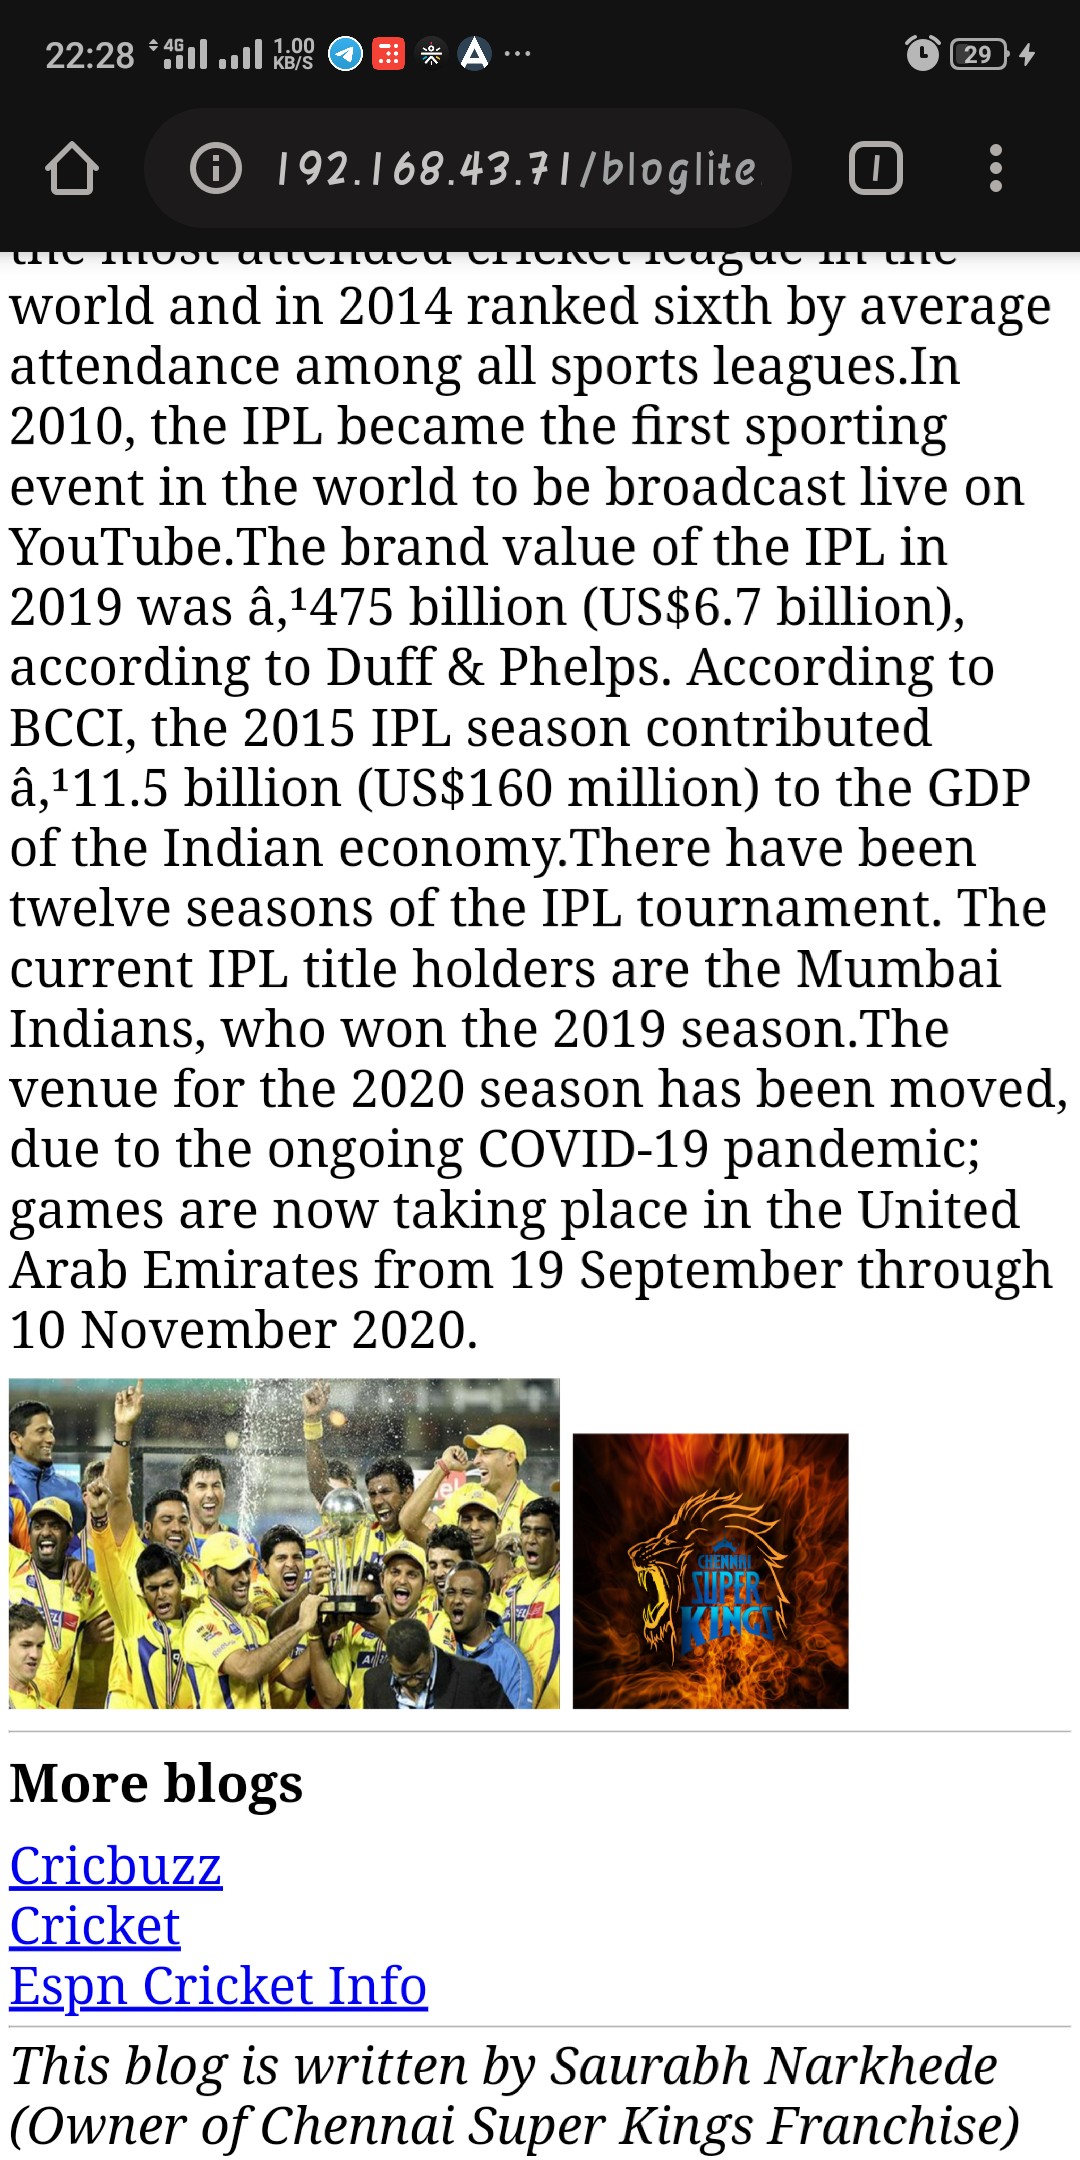 22:28 4G 1.00 KB/S 29
192.168.43.71/bloglite
the most attended cricket league in the
world and in 2014 ranked sixth by average
attendance among all sports leagues.In
2010, the IPL became the first sporting
event in the world to be broadcast live on
YouTube.The brand value of the IPL in
2019 was â‚¹475 billion (US$6.7 billion),
according to Duff & Phelps. According to
BCCI, the 2015 IPL season contributed
â‚¹11.5 billion (US$160 million) to the GDP
of the Indian economy.There have been
twelve seasons of the IPL tournament. The
current IPL title holders are the Mumbai
Indians, who won the 2019 season.The
venue for the 2020 season has been moved,
due to the ongoing COVID-19 pandemic;
games are now taking place in the United
Arab Emirates from 19 September through
10 November 2020.
CHENNAI
SUPER
KINGS
More blogs
Cricbuzz
Cricket
Espn Cricket Info
This blog is written by Saurabh Narkhede
(Owner of Chennai Super Kings Franchise)